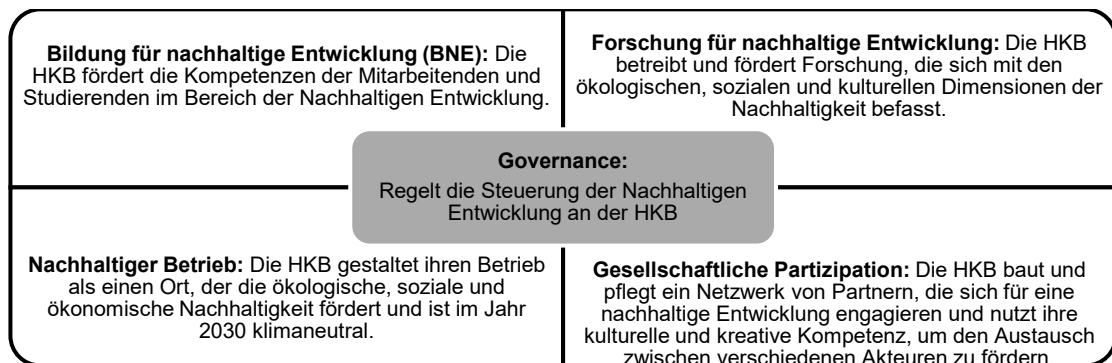 Bildung für nachhaltige Entwicklung (BNE): Die
HKB fördert die Kompetenzen der Mitarbeitenden und
Studierenden im Bereich der Nachhaltigen Entwicklung.
Forschung für nachhaltige Entwicklung: Die HKB
betreibt und fördert Forschung, die sich mit den
ökologischen, sozialen und kulturellen Dimensionen der
Nachhaltigkeit befasst.
Governance:
Regelt die Steuerung der Nachhaltigen
Entwicklung an der HKB
Nachhaltiger Betrieb: Die HKB gestaltet ihren Betrieb
als einen Ort, der die ökologische, soziale und
ökonomische Nachhaltigkeit fördert und ist im Jahr
2030 klimaneutral.
Gesellschaftliche Partizipation: Die HKB baut und
pflegt ein Netzwerk von Partnern, die sich für eine
nachhaltige Entwicklung engagieren und nutzt ihre
kulturelle und kreative Kompetenz, um den Austausch
zwischen verschiedenen Akteuren zu fördern